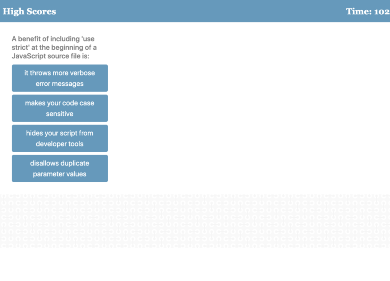 High Scores
Time: 102
A benefit of including 'use
strict' at the beginning of a
JavaScript source file is:
it throws more verbose
error messages
makes your code case
sensitive
hides your script from
developer tools
disallows duplicate
parameter values